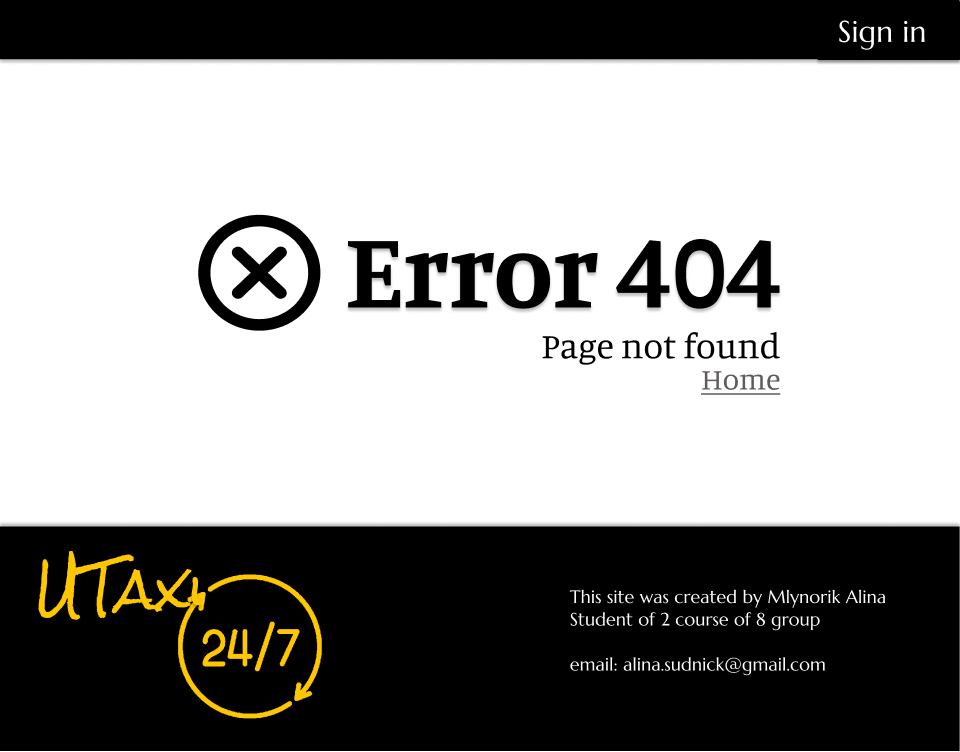 Sign in
Error 404
Page not found
Home
UTaxi
24/7
This site was created by Mlynorik Alina
Student of 2 course of 8 group
email: alina.sudnick@gmail.com